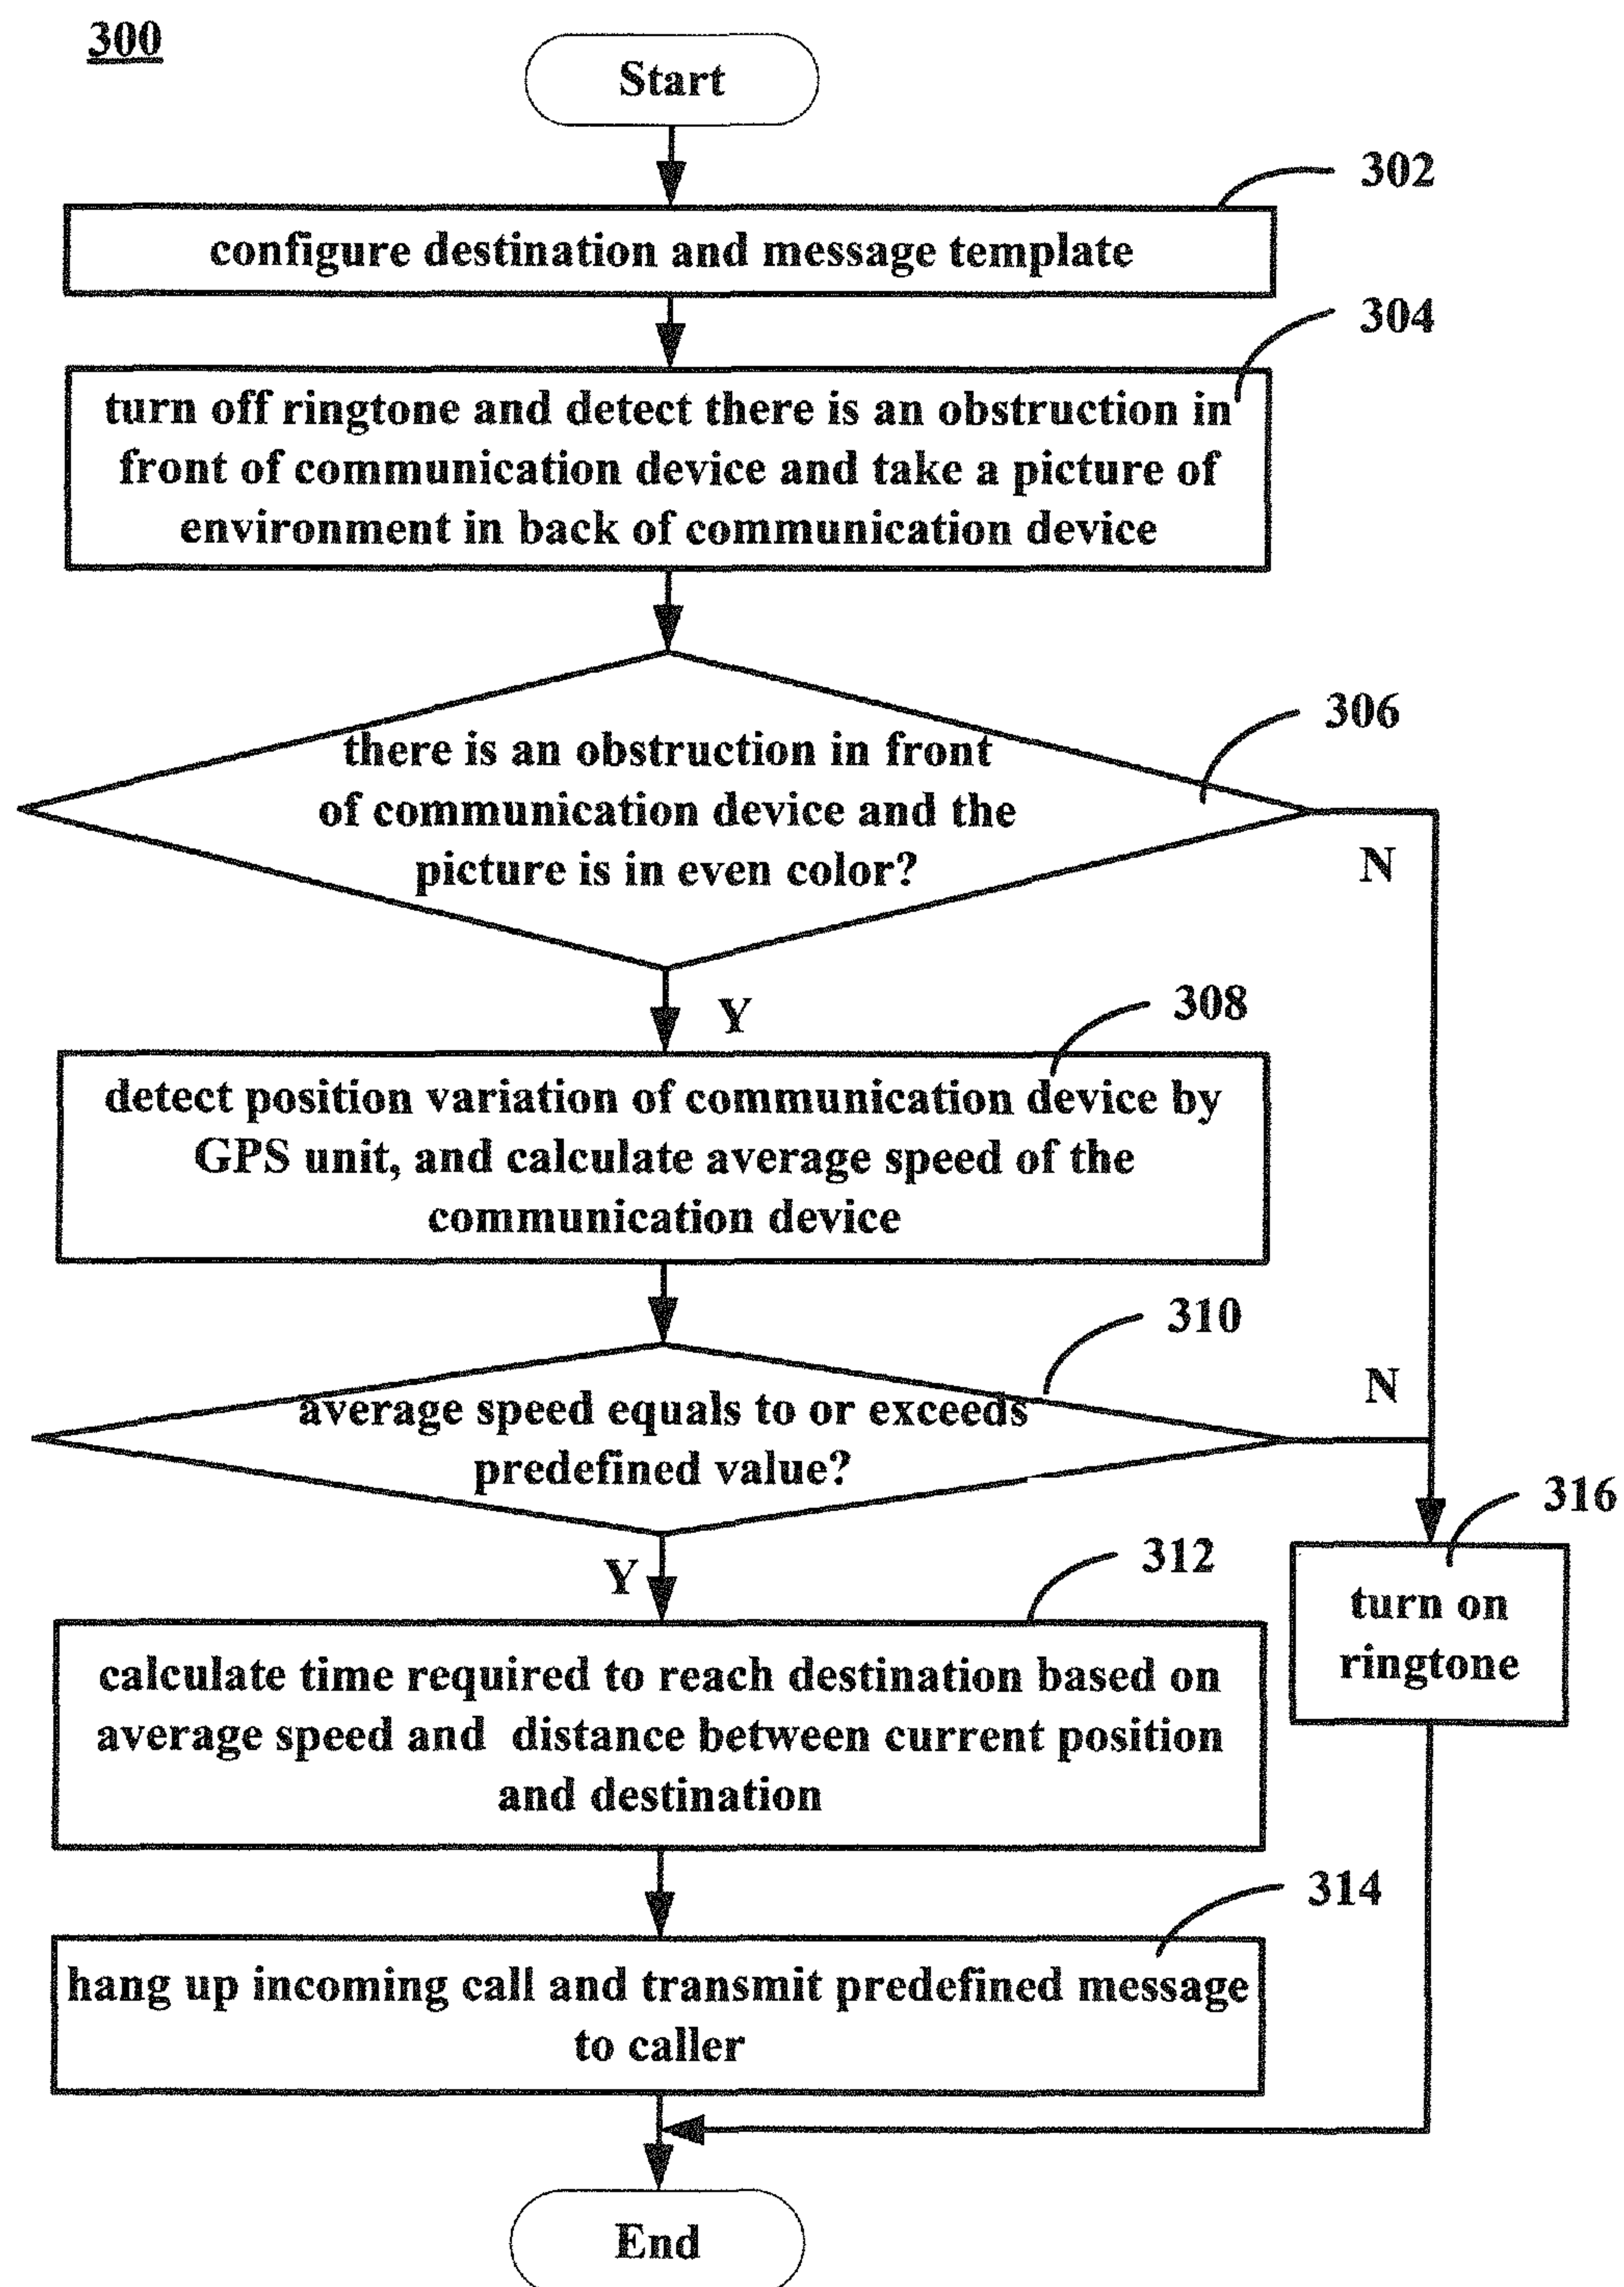 300
Start
302
configure destination and message template
304
turn off ringtone and detect there is an obstruction in
front of communication device and take a picture of
environment in back of communication device
306
there is an obstruction in front
of communication device and the
picture is in even color?
N
Y
308
detect position variation of communication device by
GPS unit, and calculate average speed of the
communication device
310
average speed equals to or exceeds
predefined value?
N
Y
312
316
turn on
ringtone
calculate time required to reach destination based on
average speed and distance between current position
and destination
314
hang up incoming call and transmit predefined message
to caller
End